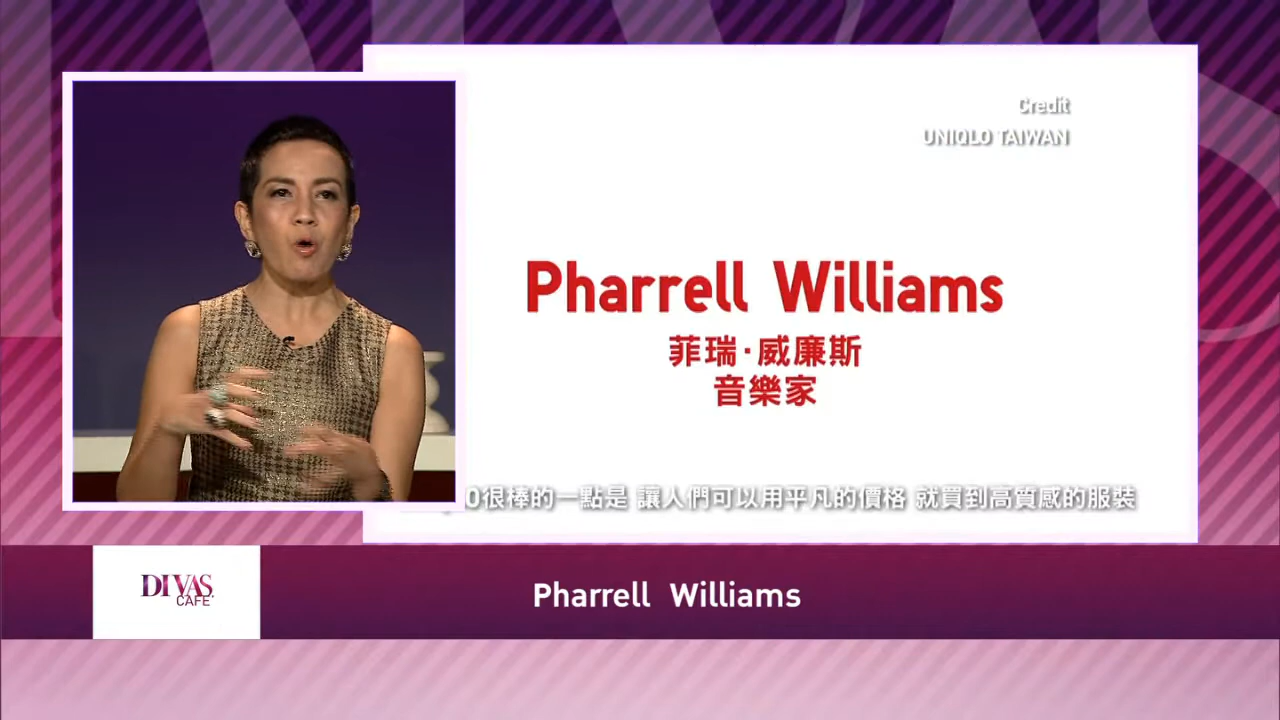 Credit
UNIQLO TAIWAN
Pharrell Williams
菲瑞·威廉斯
音樂家
很棒的一點是 讓人們可以用平凡的價格 就買到高質感的服裝
DIVAS
CAFE
Pharrell Williams